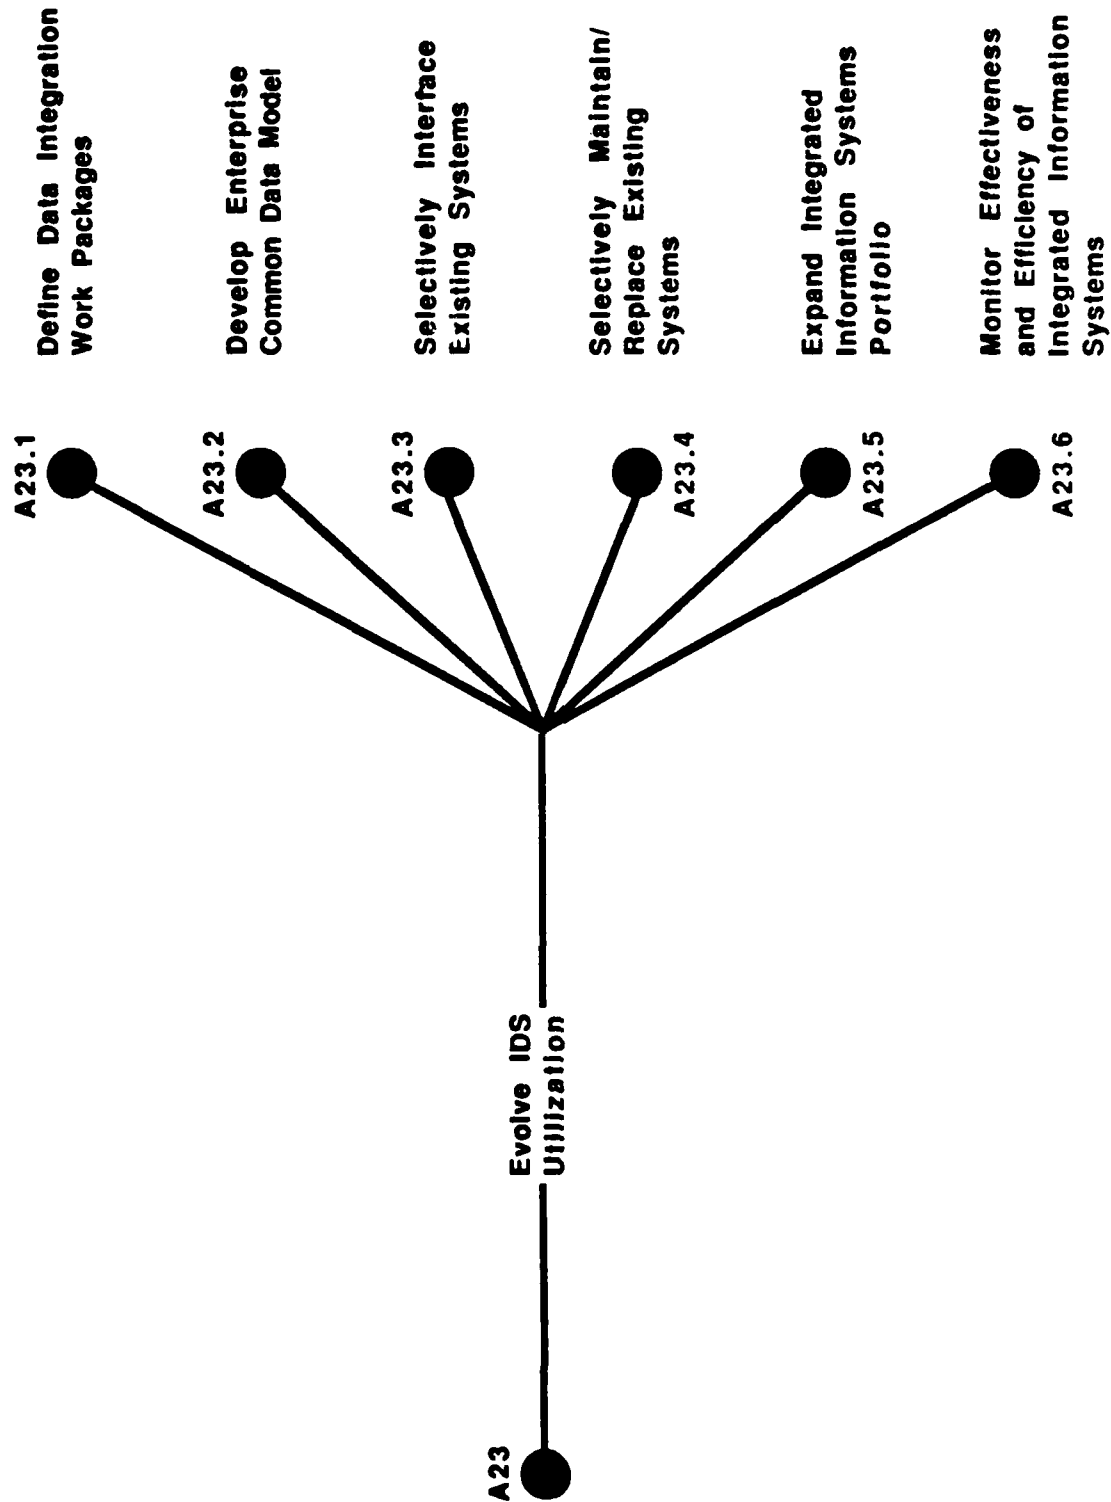 A23
Evolve IDS
Utilization
A23.1
Define Data Integration
Work Packages
A23.2
Develop Enterprise
Common Data Model
A23.3
Selectively Interface
Existing Systems
A23.4
Selectively Maintain/
Replace Existing
Systems
A23.5
Expand Integrated
Information Systems
Portfolio
A23.6
Monitor Effectiveness
and Efficiency of
Integrated Information
Systems